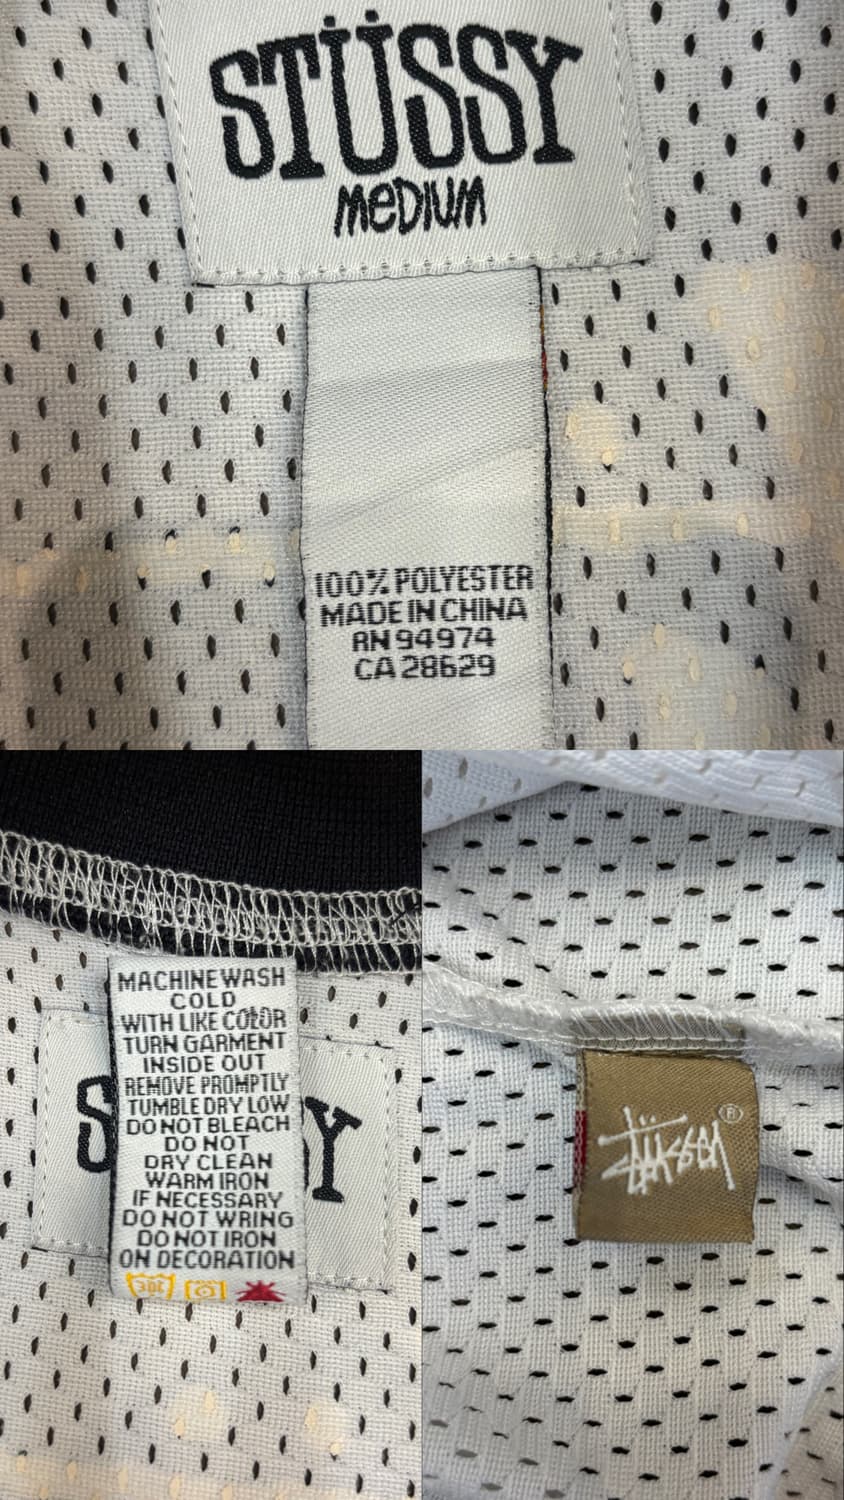 STÜSSY
MEDIUM
100% POLYESTER
MADE IN CHINA
RN 94974
CA 28629
MACHINE WASH
COLD
WITH LIKE COLOR
TURN GARMENT
INSIDE OUT
REMOVE PROMPTLY
TUMBLE DRY LOW
DO NOT BLEACH
DO NOT
DRY CLEAN
WARM IRON
IF NECESSARY
DO NOT WRING
DO NOT IRON
ON DECORATION
S
Y
Stüssy ®